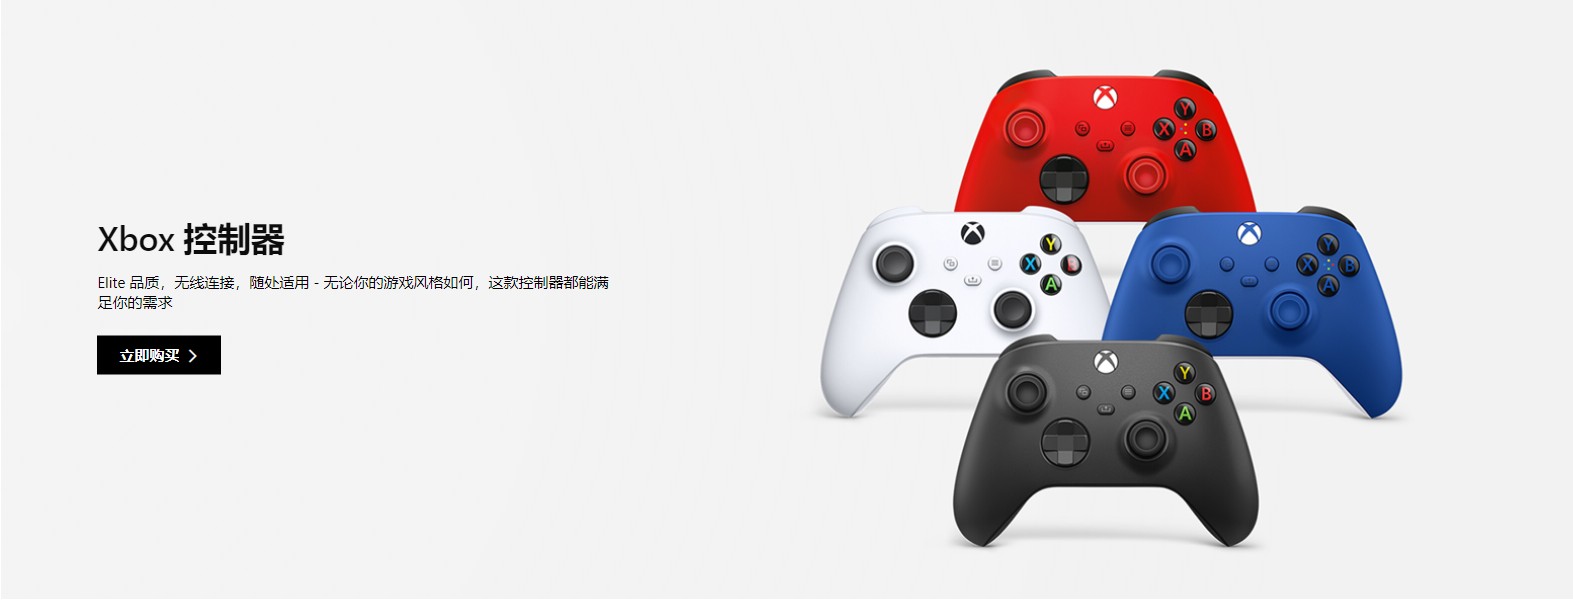 Xbox 控制器
Elite 品质，无线连接，随处适用 - 无论你的游戏风格如何，这款控制器都能满
足你的需求
立即购买
Y
X B
A
Y
X B
A
Y
X B
A
Y
X B
A